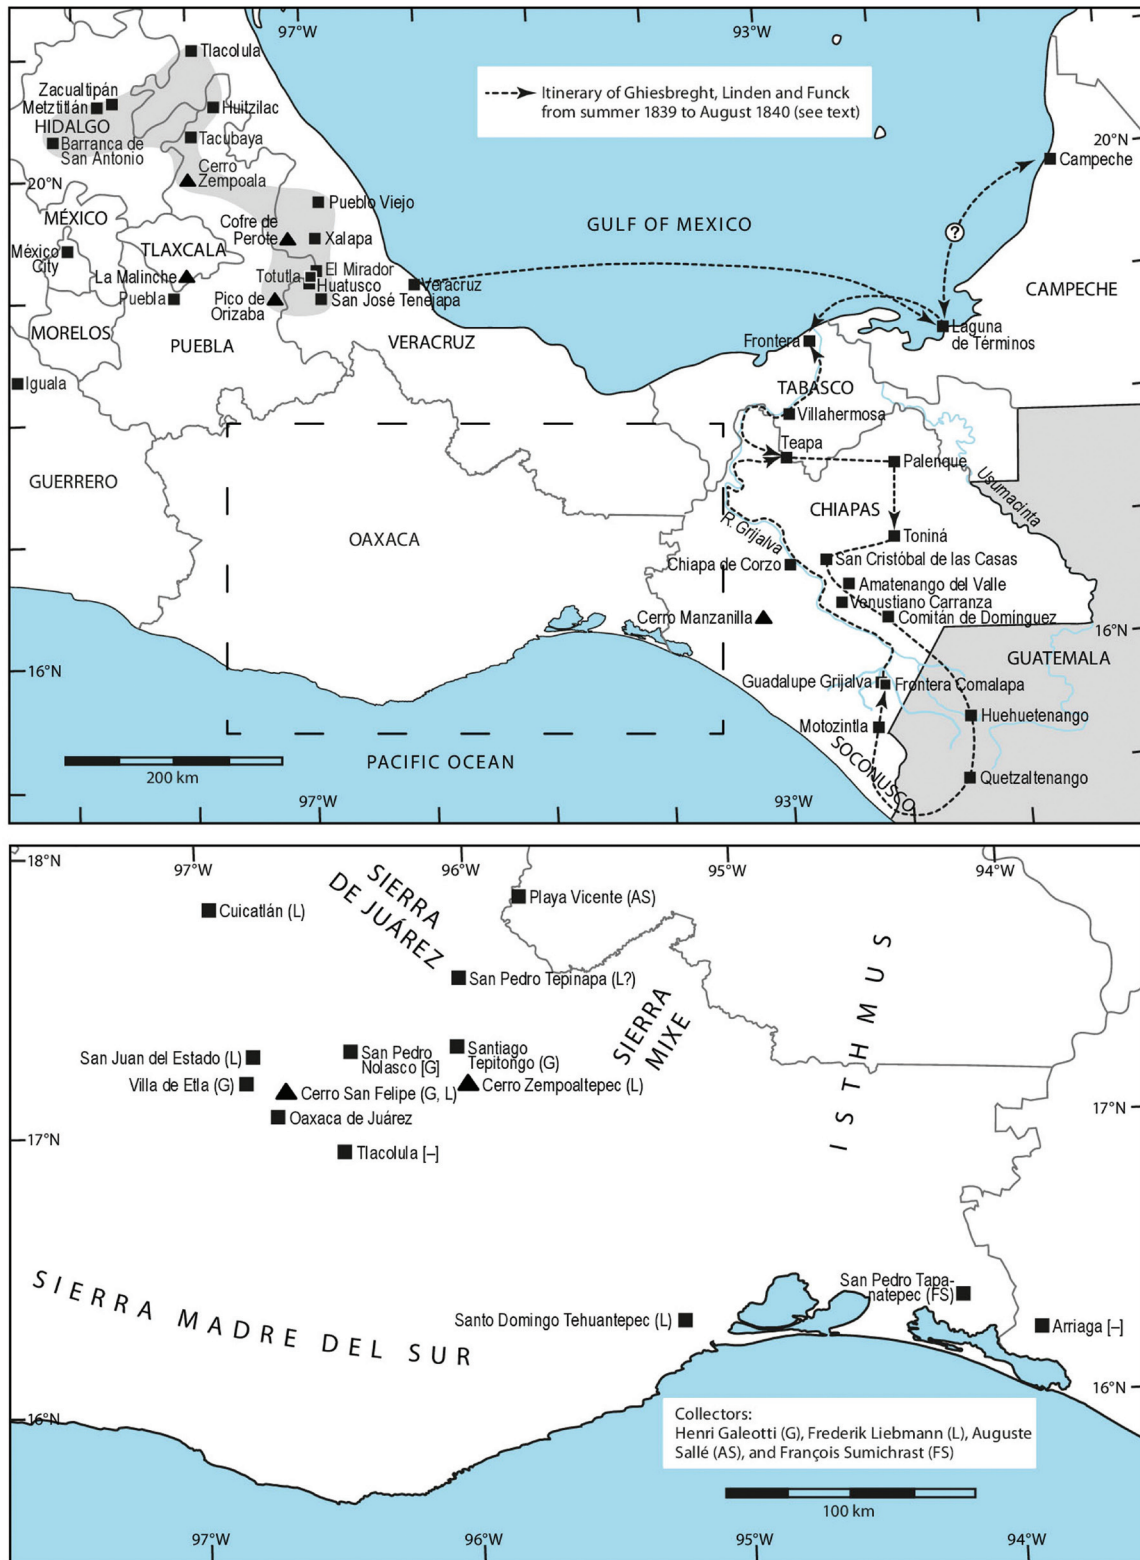 97°W
93°W
Tlacolula
Zacualtipán
Metztitlán
Huitzilac
HIDALGO
Barranca de
San Antonio
Tacubaya
Cerro
Zempoala
20°N
20°N
Itinerary of Ghiesbreght, Linden and Funck
from summer 1839 to August 1840 (see text)
Campeche
Pueblo Viejo
MÉXICO
Cofre de
Perote
Xalapa
GULF OF MEXICO
?
México
City
TLAXCALA
La Malinche
Totutla
El Mirador
Huatusco
Veracruz
CAMPECHE
Puebla
Pico de
Orizaba
San José Tenejapa
MORELOS
PUEBLA
VERACRUZ
Frontera
Laguna
de Términos
Iguala
TABASCO
Villahermosa
Teapa
Palenque
GUERRERO
Usumacinta
CHIAPAS
R. Grijalva
OAXACA
Toniná
San Cristóbal de las Casas
Chiapa de Corzo
Amatenango del Valle
Venustiano Carranza
Cerro Manzanilla
Comitán de Domínguez
16°N
16°N
GUATEMALA
Guadalupe Grijalva
Frontera Comalapa
Huehuetenango
Motozintla
SOCONUSCO
200 km
PACIFIC OCEAN
Quetzaltenango
97°W
93°W
18°N
97°W
96°W
95°W
94°W
SIERRA
DE JUÁREZ
Cuicatlán (L)
Playa Vicente (AS)
San Pedro Tepinapa (L?)
SIERRA
MIXE
ISTHMUS
San Juan del Estado (L)
San Pedro
Nolasco [G]
Santiago
Tepitongo (G)
Villa de Etla (G)
Cerro San Felipe (G, L)
Cerro Zempoaltepec (L)
Oaxaca de Juárez
17°N
17°N
Tlacolula [–]
SIERRA MADRE DEL SUR
San Pedro Tapa-
natepec (FS)
Santo Domingo Tehuantepec (L)
Arriaga [–]
16°N
16°N
Collectors:
Henri Galeotti (G), Frederik Liebmann (L), Auguste
Sallé (AS), and François Sumichrast (FS)
100 km
97°W
96°W
95°W
94°W